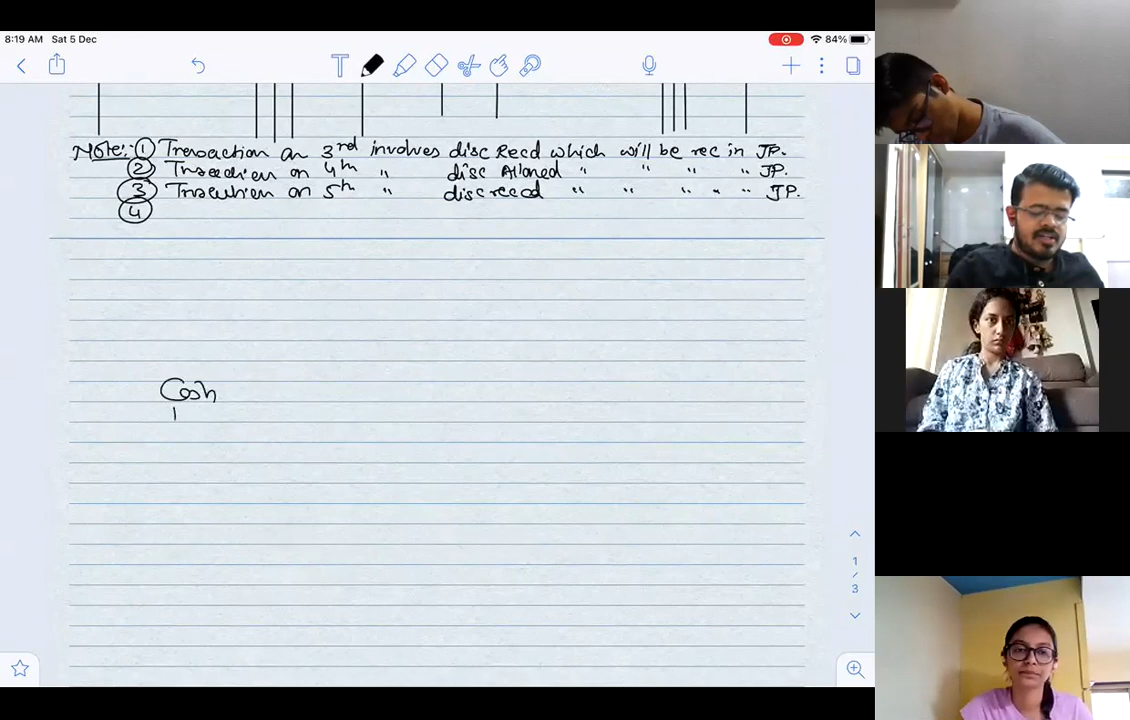 8:19 AM Sat 5 Dec 84%
T
Note:- ① Transaction on 3rd involves disc Recd which will be rec in JP.
② Transaction on 4th " disc Allowed " " " " JP.
③ Transaction on 5th " disc recd " " " " " JP.
④
Cash
1
/
3